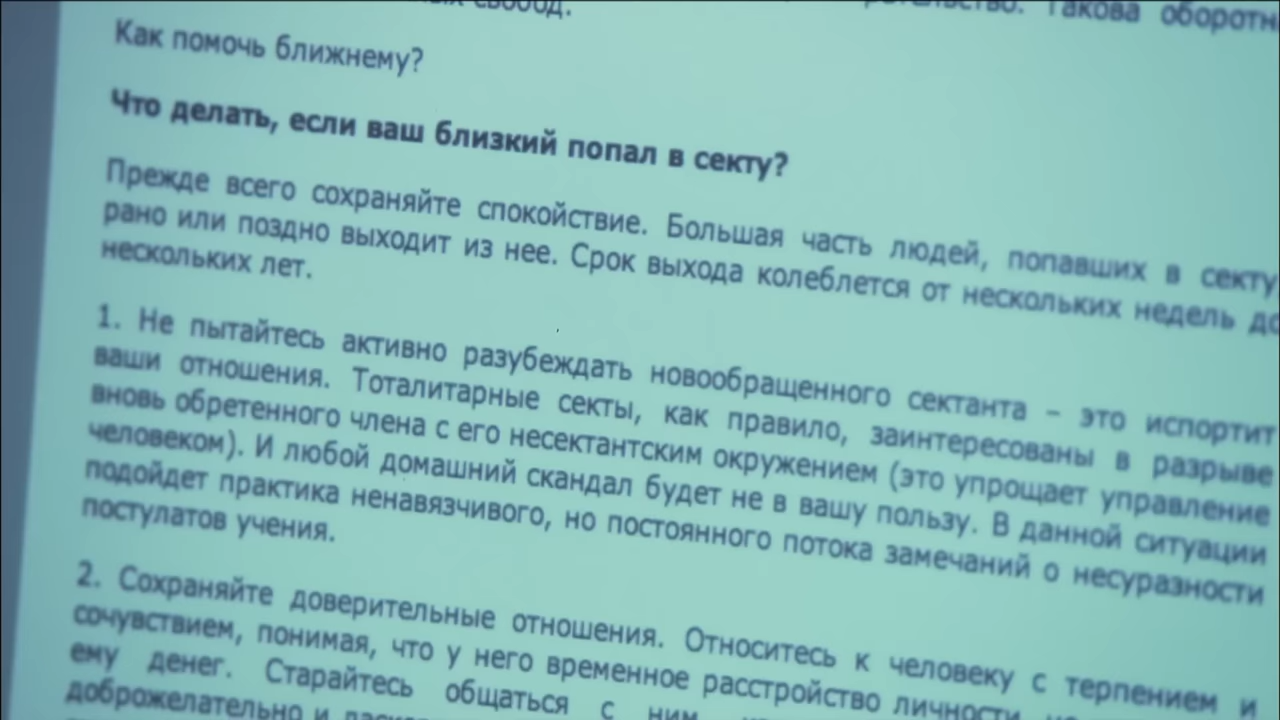 свобод.
Такова оборотн
Как помочь ближнему?
Что делать, если ваш близкий попал в секту?
Прежде всего сохраняйте спокойствие. Большая часть людей, попавших в секту,
рано или поздно выходит из нее. Срок выхода колеблется от нескольких недель до
нескольких лет.
1. Не пытайтесь активно разубеждать новообращенного сектанта – это испортит
ваши отношения. Тоталитарные секты, как правило, заинтересованы в разрыве
вновь обретенного члена с его несектантским окружением (это упрощает управление
человеком). И любой домашний скандал будет не в вашу пользу. В данной ситуации
подойдет практика ненавязчивого, но постоянного потока замечаний о несуразности
постулатов учения.
2. Сохраняйте доверительные отношения. Относитесь к человеку с терпением и
сочувствием, понимая, что у него временное расстройство личности,
ему денег. Старайтесь общаться с ним
доброжелательно и